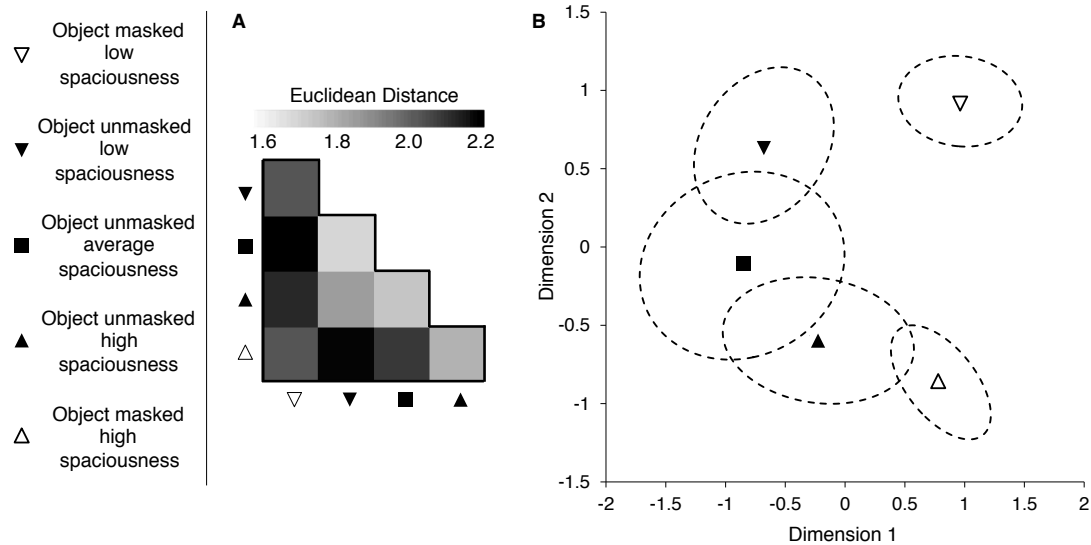 Object masked
low
spaciousness
Object unmasked
low
spaciousness
Object unmasked
average
spaciousness
Object unmasked
high
spaciousness
Object masked
high
spaciousness
A
Euclidean Distance
1.6 1.8 2.0 2.2
B
1.5
1
0.5
0
-0.5
-1
-1.5
Dimension 2
-2 -1.5 -1 -0.5 0 0.5 1 1.5 2
Dimension 1